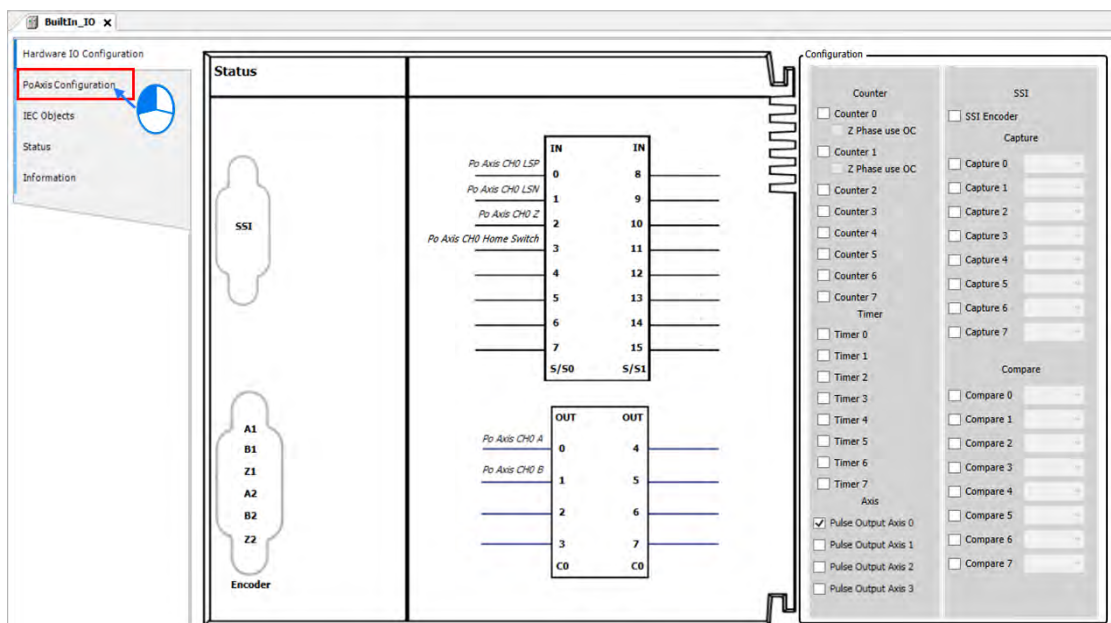 BuiltIn_IO X
Hardware IO Configuration
PoAxis Configuration
IEC Objects
Status
Information
Status
SSI
A1
B1
Z1
A2
B2
Z2
Encoder
IN IN
Po Axis CH0 LSP 0 8
Po Axis CH0 LSN 1 9
Po Axis CH0 Z 2 10
Po Axis CH0 Home Switch 3 11
4 12
5 13
6 14
7 15
S/S0 S/S1
OUT OUT
Po Axis CH0 A 0 4
Po Axis CH0 B 1 5
2 6
3 7
C0 C0
Configuration
Counter
Counter 0
Z Phase use OC
Counter 1
Z Phase use OC
Counter 2
Counter 3
Counter 4
Counter 5
Counter 6
Counter 7
Timer
Timer 0
Timer 1
Timer 2
Timer 3
Timer 4
Timer 5
Timer 6
Timer 7
Axis
Pulse Output Axis 0
Pulse Output Axis 1
Pulse Output Axis 2
Pulse Output Axis 3
SSI
SSI Encoder
Capture
Capture 0
Capture 1
Capture 2
Capture 3
Capture 4
Capture 5
Capture 6
Capture 7
Compare
Compare 0
Compare 1
Compare 2
Compare 3
Compare 4
Compare 5
Compare 6
Compare 7